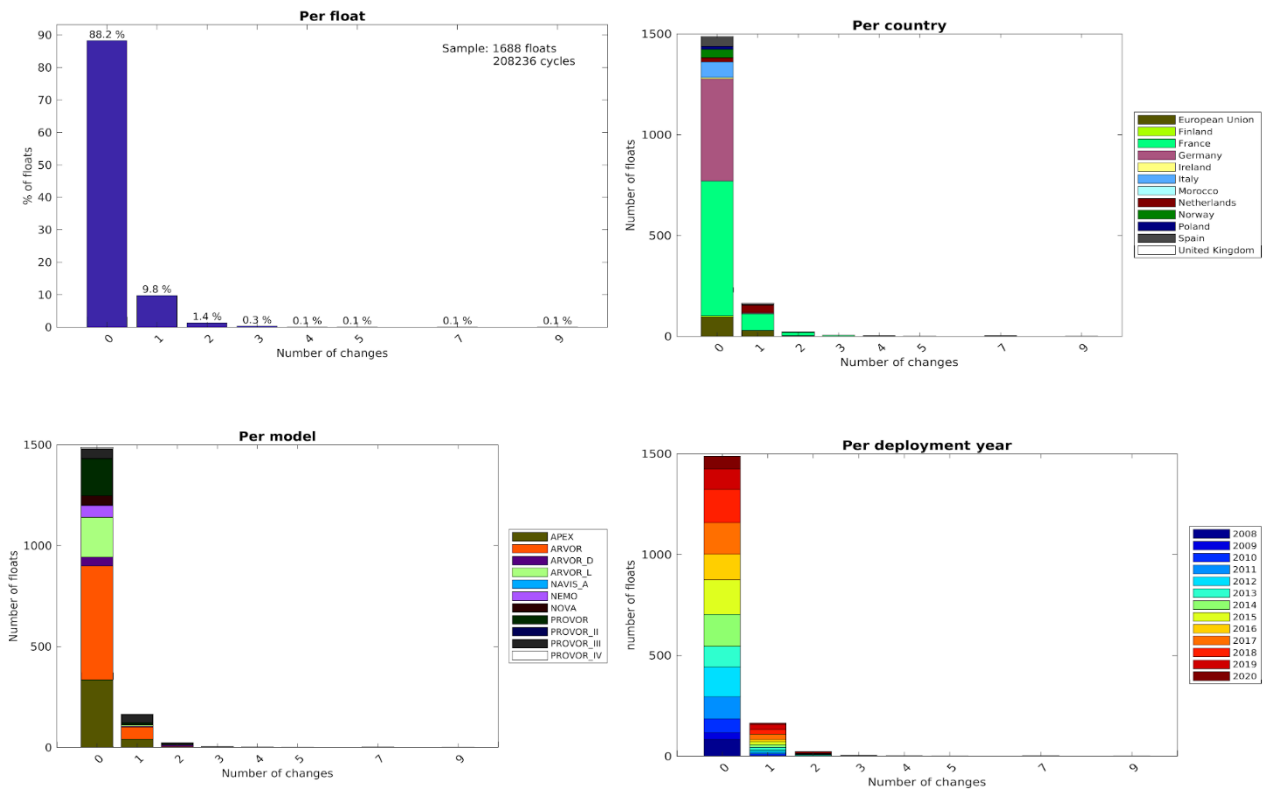 Per float
90
80
70
60
50
40
30
20
10
0
% of floats
88.2 %
9.8 %
1.4 %
0.3 %
0.1 %
0.1 %
0.1 %
0.1 %
Sample: 1688 floats
208236 cycles
0
1
2
3
4
5
7
9
Number of changes
Per country
1500
1000
500
0
Number of floats
0
1
2
3
4
5
7
9
Number of changes
European Union
Finland
France
Germany
Ireland
Italy
Morocco
Netherlands
Norway
Poland
Spain
United Kingdom
Per model
1500
1000
500
0
Number of floats
0
1
2
3
4
5
7
9
Number of changes
APEX
ARVOR
ARVOR_D
ARVOR_L
NAVIS_A
NEMO
NOVA
PROVOR
PROVOR_II
PROVOR_III
PROVOR_IV
Per deployment year
1500
1000
500
0
number of floats
0
1
2
3
4
5
7
9
Number of changes
2008
2009
2010
2011
2012
2013
2014
2015
2016
2017
2018
2019
2020